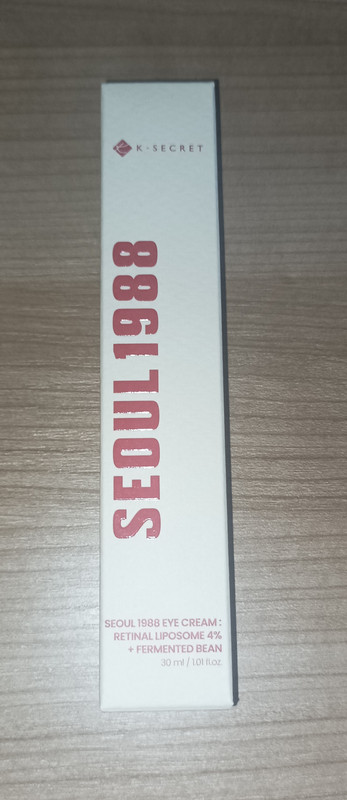 K-SECRET
SEOUL1988
SEOUL 1988 EYE CREAM :
RETINAL LIPOSOME 4%
+ FERMENTED BEAN
30 ml / 1.01 fl.oz.